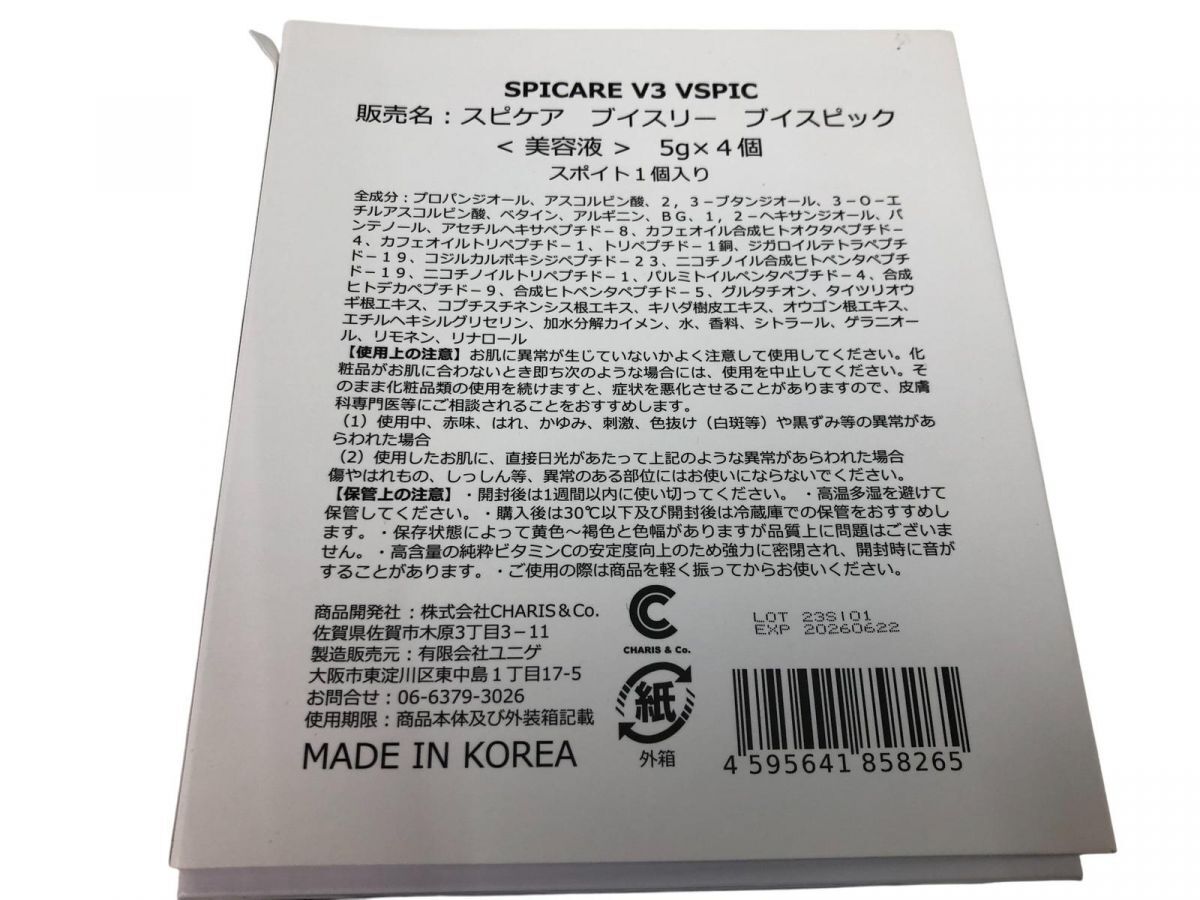 SPICARE V3 VSPIC
販売名：スピケア ブイスリー ブイスピック
＜美容液＞ 5g×4個
スポイト1個入り
全成分：プロパンジオール、アスコルビン酸、２，３－ブタンジオール、３－Ｏ－エ
チルアスコルビン酸、ベタイン、アルギニン、ＢＧ、１，２－ヘキサンジオール、パ
ンテノール、アセチルヘキサペプチド－８、カフェオイル合成ヒトオクタペプチド－
４、カフェオイルトリペプチド－１、トリペプチド－１銅、ジガロイルテトラペプチ
ド－１９、コジルカルボキシジペプチド－２３、ニコチノイル合成ヒトペンタペプチ
ド－１９、ニコチノイルトリペプチド－１、パルミトイルペンタペプチド－４、合成
ヒトデカペプチド－９、合成ヒトペンタペプチド－５、グルタチオン、タイツリオウ
ギ根エキス、コプチスチネンシス根エキス、キハダ樹皮エキス、オウゴン根エキス、
エチルヘキシルグリセリン、加水分解カイメン、水、香料、シトラール、ゲラニオー
ル、リモネン、リナロール
【使用上の注意】お肌に異常が生じていないかよく注意して使用してください。化
粧品がお肌に合わないとき即ち次のような場合には、使用を中止してください。そ
のまま化粧品類の使用を続けますと、症状を悪化させることがありますので、皮膚
科専門医等にご相談されることをおすすめします。
（1）使用中、赤味、はれ、かゆみ、刺激、色抜け（白斑等）や黒ずみ等の異常があ
らわれた場合
（2）使用したお肌に、直接日光があたって上記のような異常があらわれた場合
傷やはれもの、しっしん等、異常のある部位にはお使いにならないでください。
【保管上の注意】・開封後は1週間以内に使い切ってください。・高温多湿を避けて
保管してください。・購入後は30℃以下及び開封後は冷蔵庫での保管をおすすめしま
す。・保存状態によって黄色～褐色と色幅がありますが品質上に問題はございま
せん。・高含量の純粋ビタミンCの安定度向上のため強力に密閉され、開封時に音が
することがあります。・ご使用の際は商品を軽く振ってからお使いください。
商品開発社：株式会社CHARIS＆Co.
佐賀県佐賀市木原3丁目3－11
製造販売元：有限会社ユニゲ
大阪市東淀川区東中島１丁目17-5
お問合せ：06-6379-3026
使用期限：商品本体及び外装箱記載
MADE IN KOREA
CHARIS & Co.
紙
外箱
LOT 23SI01
EXP 20260622
4 595641 858265